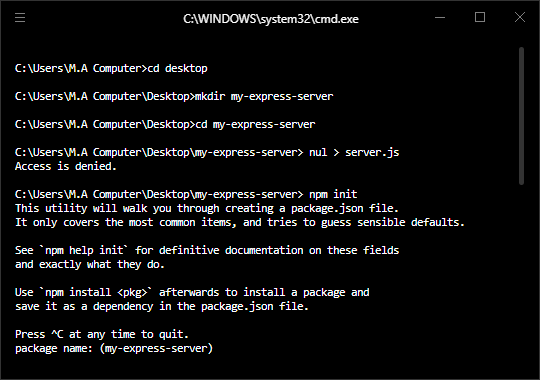 C:\WINDOWS\system32\cmd.exe
C:\Users\M.A Computer>cd desktop
C:\Users\M.A Computer\Desktop>mkdir my-express-server
C:\Users\M.A Computer\Desktop>cd my-express-server
C:\Users\M.A Computer\Desktop\my-express-server> nul > server.js
Access is denied.
C:\Users\M.A Computer\Desktop\my-express-server> npm init
This utility will walk you through creating a package.json file.
It only covers the most common items, and tries to guess sensible defaults.
See `npm help init` for definitive documentation on these fields
and exactly what they do.
Use `npm install <pkg>` afterwards to install a package and
save it as a dependency in the package.json file.
Press ^C at any time to quit.
package name: (my-express-server)